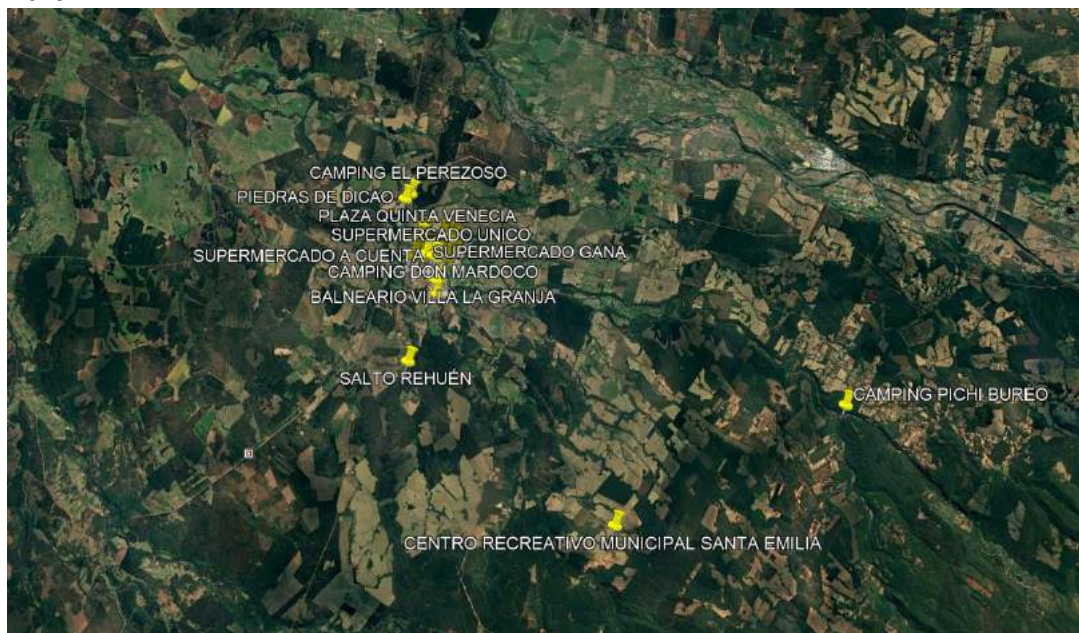 CAMPING EL PEREZOSO
PIEDRAS DE DICAO
PLAZA QUINTA VENECIA
SUPERMERCADO UNICO
SUPERMERCADO A CUENTA
SUPERMERCADO GANA
CAMPING DON MARDOCO
BALNEARIO VILLA LA GRANJA
SALTO REHUÉN
CAMPING PICHI BUREO
CENTRO RECREATIVO MUNICIPAL SANTA EMILIA